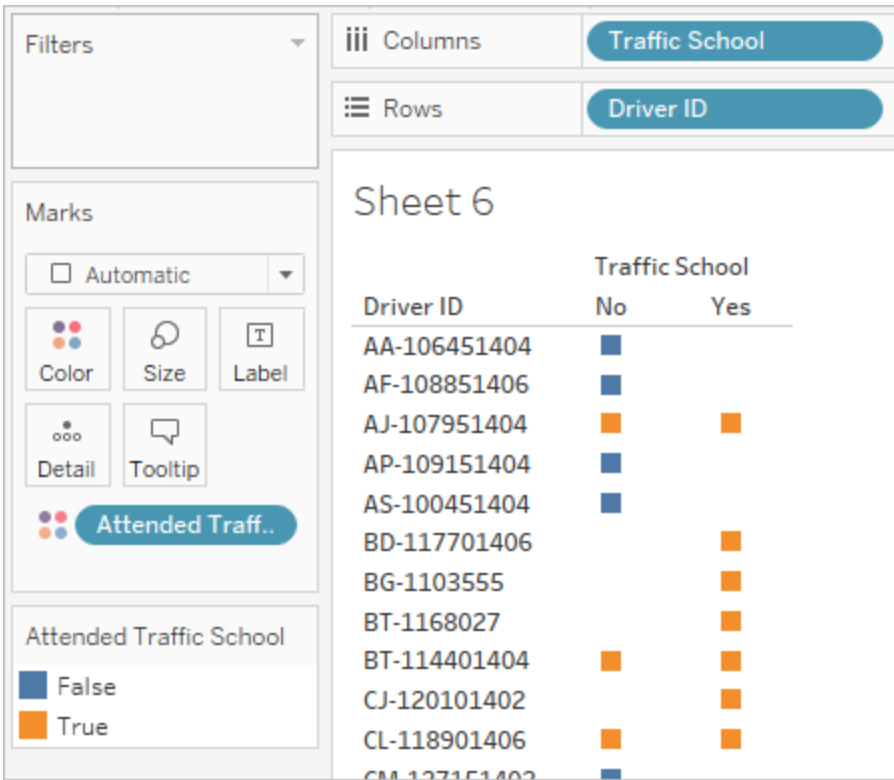 Filters
iii Columns
Traffic School
Rows
Driver ID
Marks
Automatic
Color
Size
T
Label
Detail
Tooltip
Attended Traff..
Attended Traffic School
False
True
Sheet 6
Traffic School
Driver ID No Yes
AA-106451404
AF-108851406
AJ-107951404
AP-109151404
AS-100451404
BD-117701406
BG-1103555
BT-1168027
BT-114401404
CJ-120101402
CL-118901406